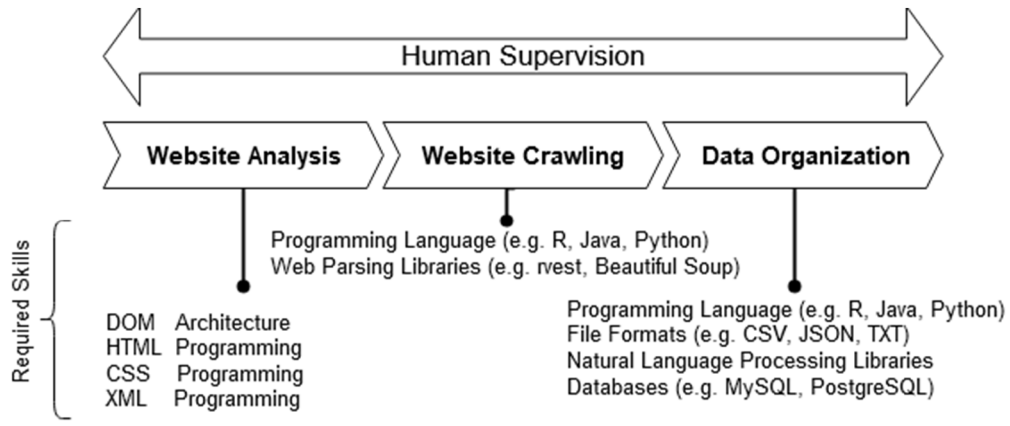 Human Supervision
Website Analysis
Website Crawling
Data Organization
Required Skills
Programming Language (e.g. R, Java, Python)
Web Parsing Libraries (e.g. rvest, Beautiful Soup)
DOM Architecture
HTML Programming
CSS Programming
XML Programming
Programming Language (e.g. R, Java, Python)
File Formats (e.g. CSV, JSON, TXT)
Natural Language Processing Libraries
Databases (e.g. MySQL, PostgreSQL)